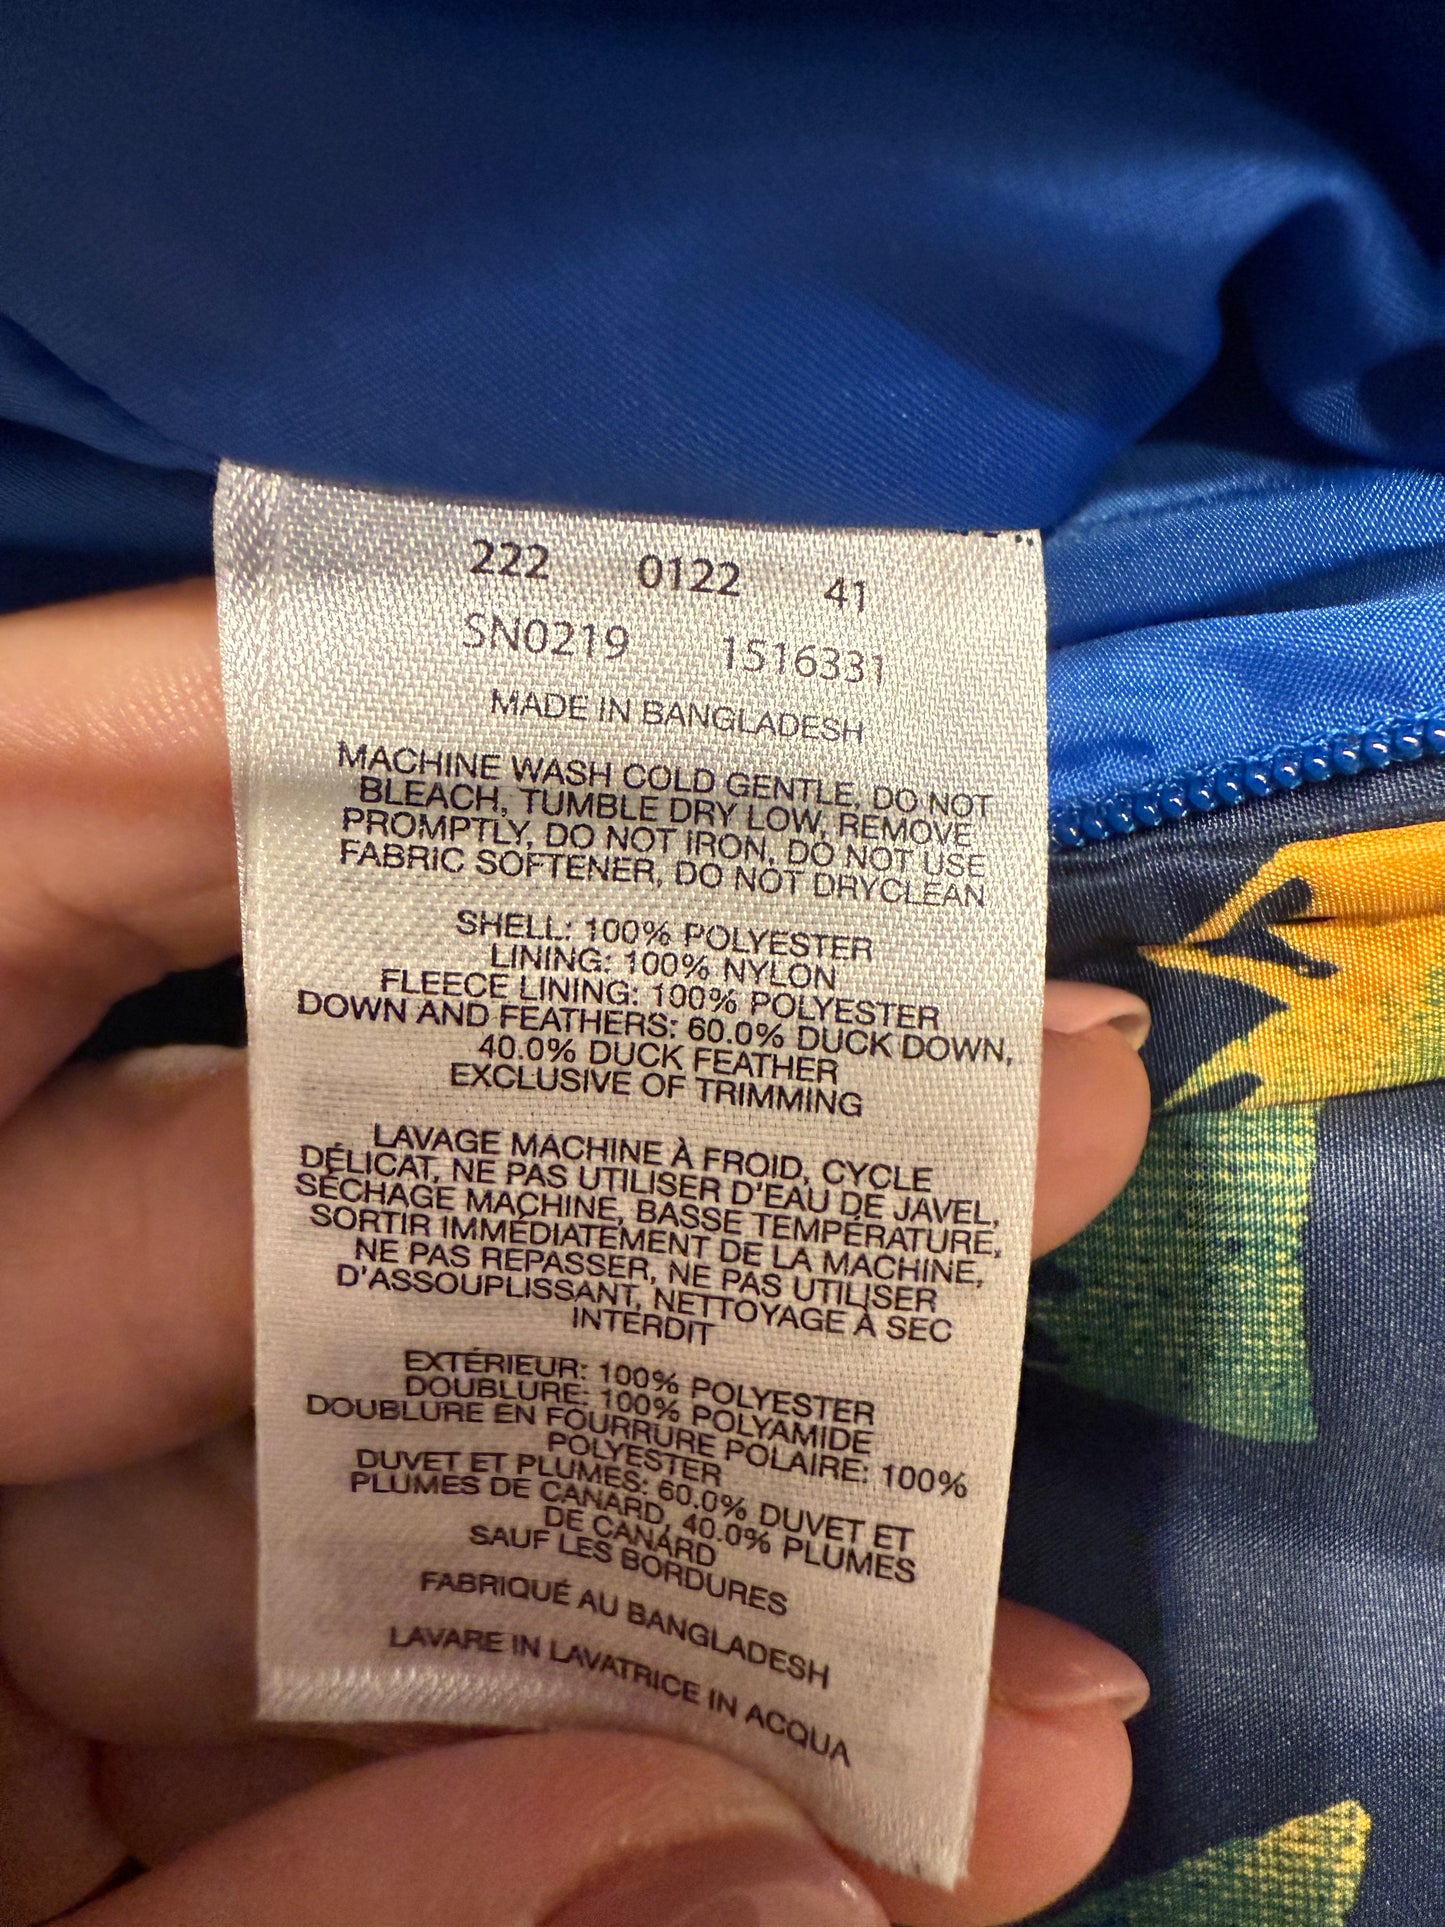 222 0122 41
SN0219 1516331
MADE IN BANGLADESH
MACHINE WASH COLD GENTLE, DO NOT
BLEACH, TUMBLE DRY LOW, REMOVE
PROMPTLY, DO NOT IRON, DO NOT USE
FABRIC SOFTENER, DO NOT DRYCLEAN
SHELL: 100% POLYESTER
LINING: 100% NYLON
FLEECE LINING: 100% POLYESTER
DOWN AND FEATHERS: 60.0% DUCK DOWN,
40.0% DUCK FEATHER
EXCLUSIVE OF TRIMMING
LAVAGE MACHINE À FROID, CYCLE
DÉLICAT, NE PAS UTILISER D'EAU DE JAVEL,
SÉCHAGE MACHINE, BASSE TEMPÉRATURE,
SORTIR IMMÉDIATEMENT DE LA MACHINE,
NE PAS REPASSER, NE PAS UTILISER
D'ASSOUPLISSANT, NETTOYAGE À SEC
INTERDIT
EXTÉRIEUR: 100% POLYESTER
DOUBLURE: 100% POLYAMIDE
DOUBLURE EN FOURRURE POLAIRE: 100%
POLYESTER
DUVET ET PLUMES: 60.0% DUVET ET
PLUMES DE CANARD, 40.0% PLUMES
DE CANARD
SAUF LES BORDURES
FABRIQUÉ AU BANGLADESH
LAVARE IN LAVATRICE IN ACQUA